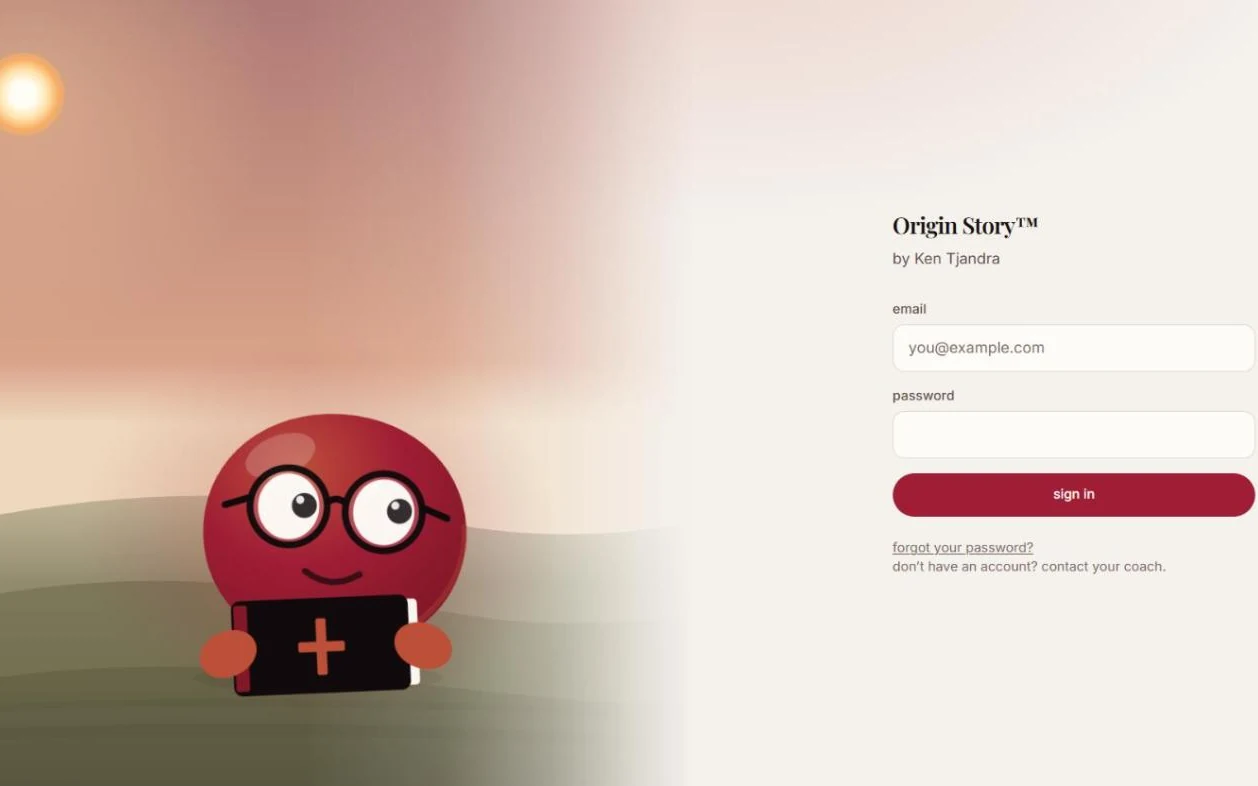 Origin Story™
by Ken Tjandra
email
you@example.com
password
sign in
forgot your password?
don’t have an account? contact your coach.